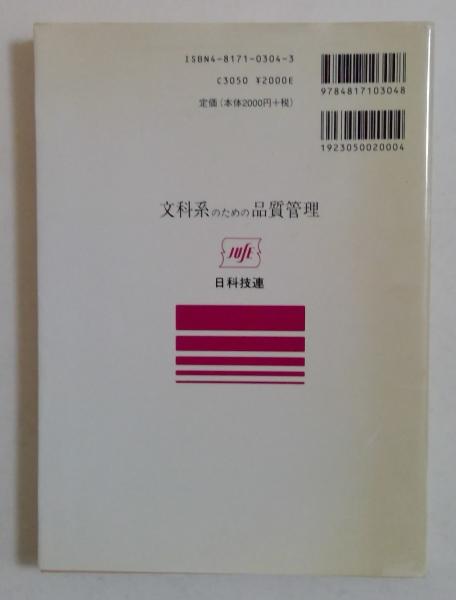 ISBN4-8171-0304-3
C3050 ¥2000E
定価(本体2000円+税)
9784817103048
1923050020004
文科系のための品質管理
JUSE
日科技連